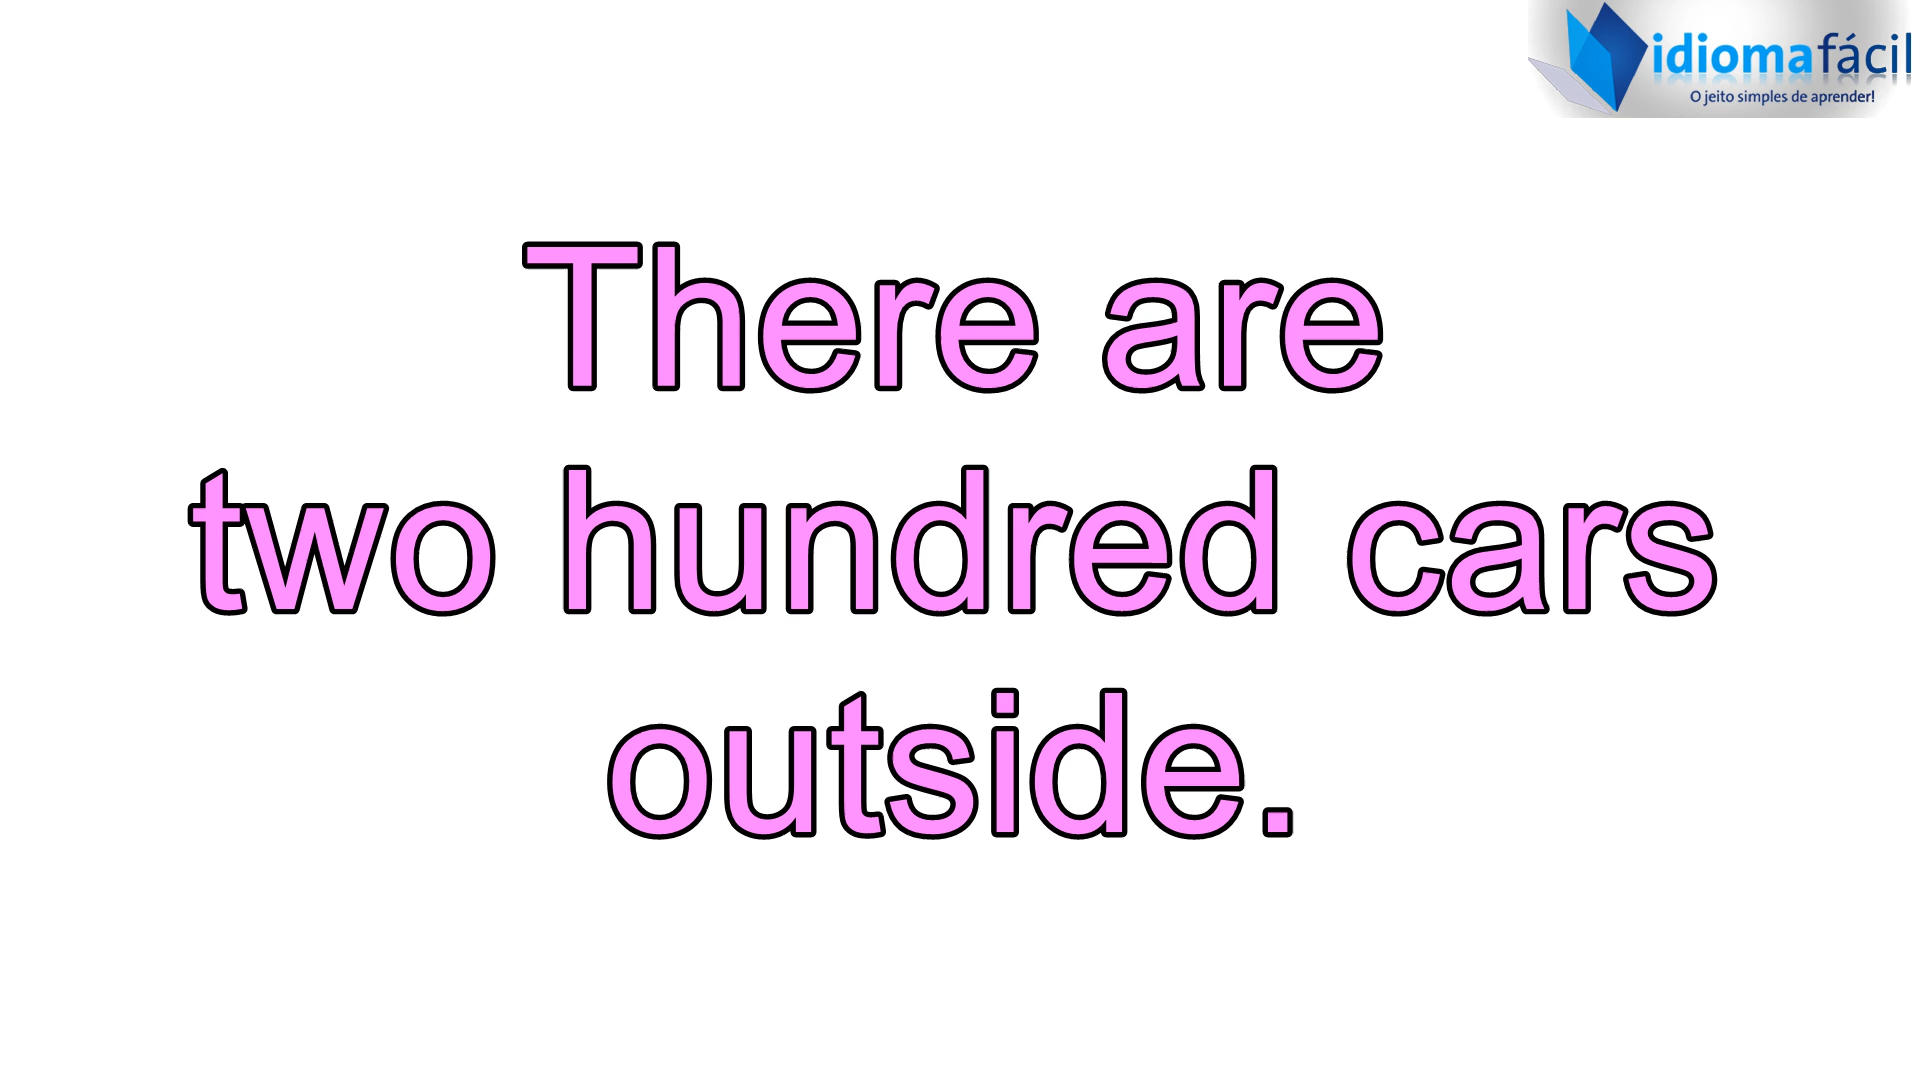 idiomafácil
O jeito simples de aprender!
There are
two hundred cars
outside.